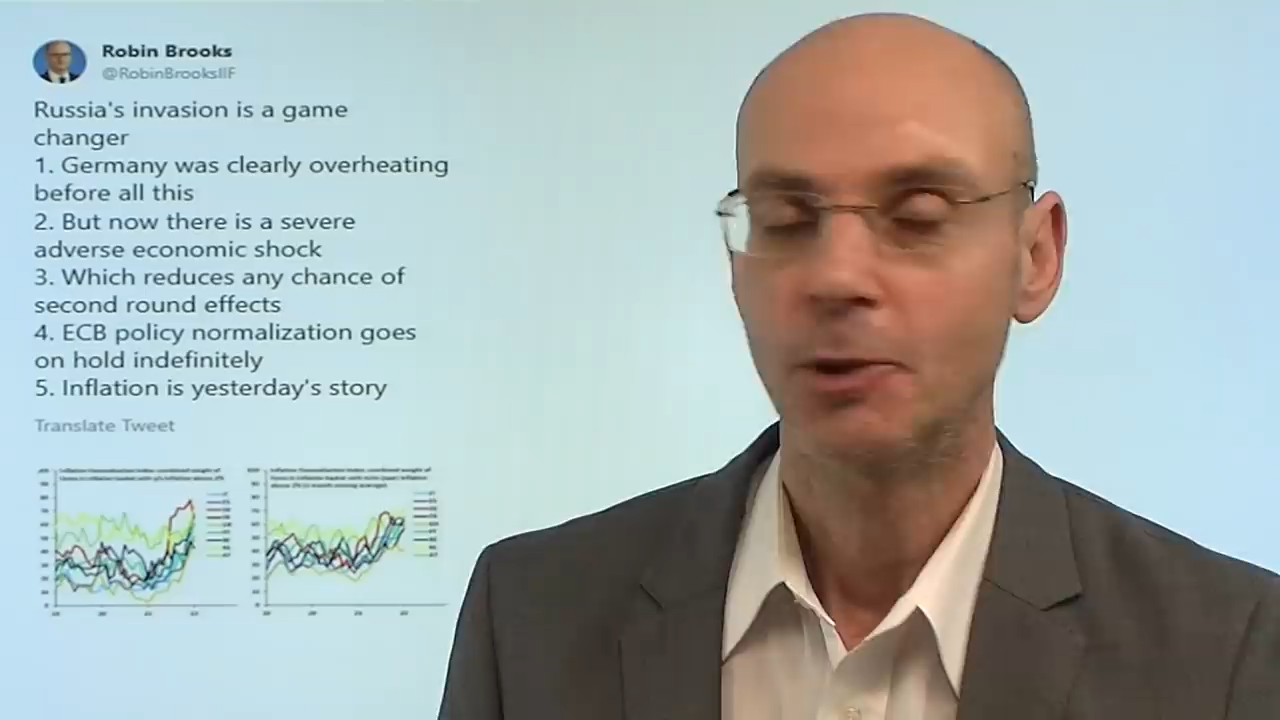 Robin Brooks
@RobinBrooksIIF
Russia's invasion is a game
changer
1. Germany was clearly overheating
before all this
2. But now there is a severe
adverse economic shock
3. Which reduces any chance of
second round effects
4. ECB policy normalization goes
on hold indefinitely
5. Inflation is yesterday's story
Translate Tweet